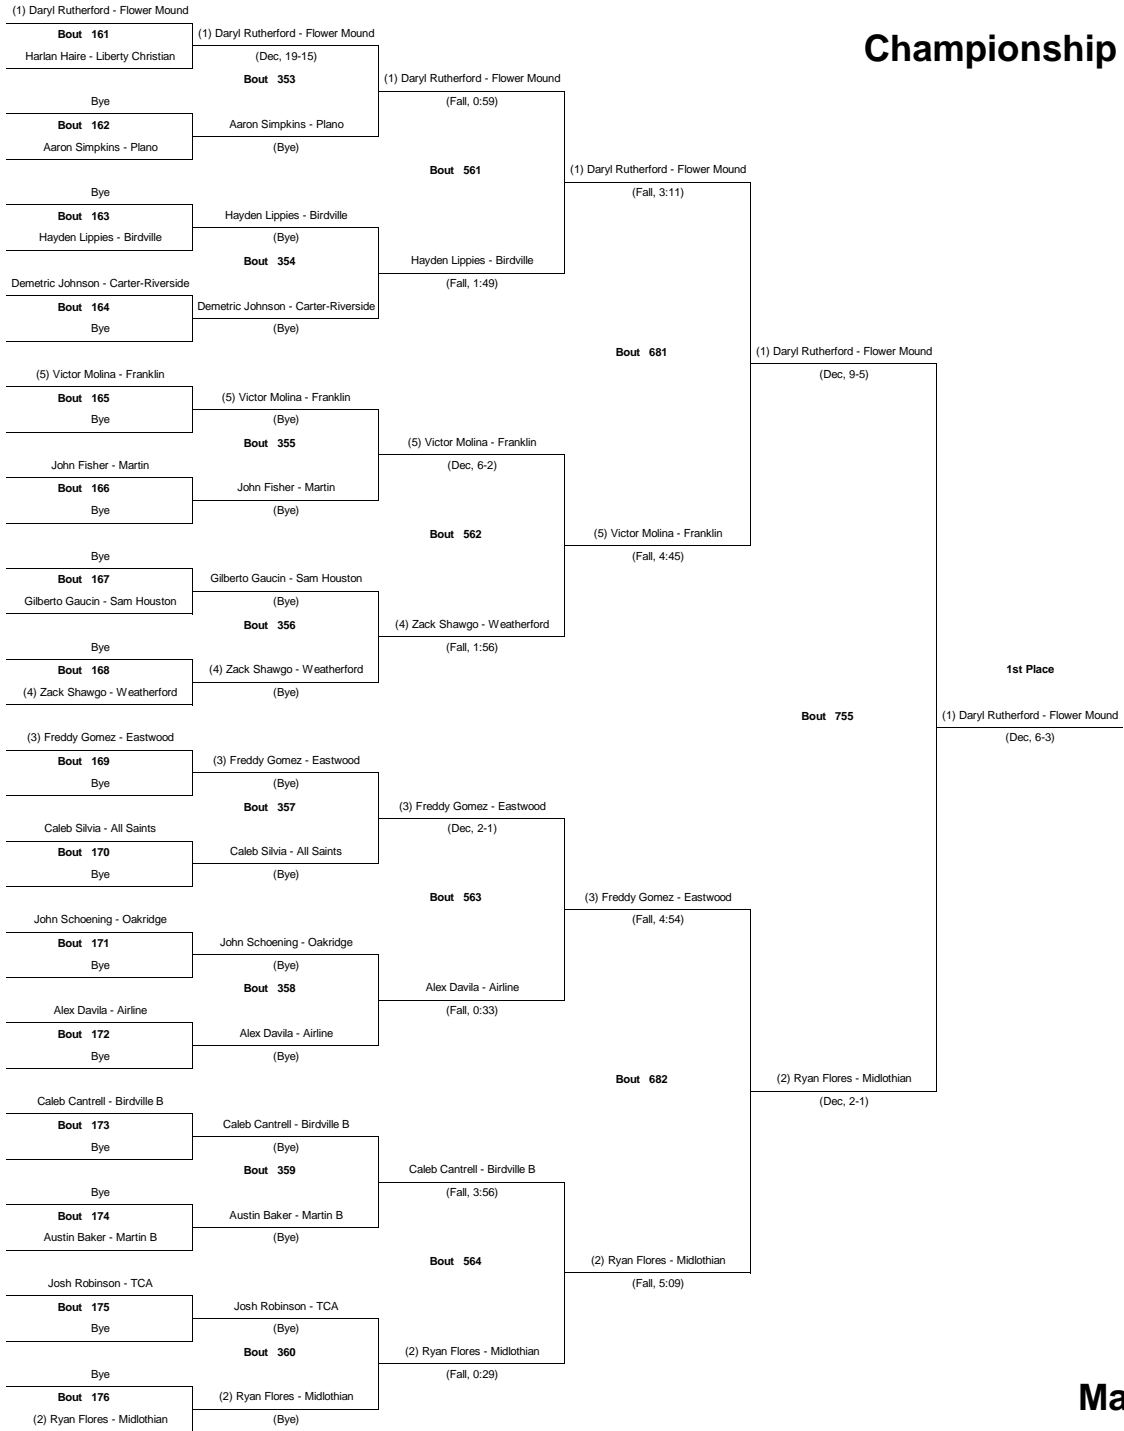 (1) Daryl Rutherford - Flower Mound
Bout 161
Harlan Haire - Liberty Christian
Bye
Bout 162
Aaron Simpkins - Plano
Bye
Bout 163
Hayden Lippies - Birdville
Demetric Johnson - Carter-Riverside
Bout 164
Bye
(5) Victor Molina - Franklin
Bout 165
Bye
John Fisher - Martin
Bout 166
Bye
Bye
Bout 167
Gilberto Gaucin - Sam Houston
Bye
Bout 168
(4) Zack Shawgo - Weatherford
(3) Freddy Gomez - Eastwood
Bout 169
Bye
Caleb Silvia - All Saints
Bout 170
Bye
John Schoening - Oakridge
Bout 171
Bye
Alex Davila - Airline
Bout 172
Bye
Caleb Cantrell - Birdville B
Bout 173
Bye
Bye
Bout 174
Austin Baker - Martin B
Josh Robinson - TCA
Bout 175
Bye
Bye
Bout 176
(2) Ryan Flores - Midlothian
(1) Daryl Rutherford - Flower Mound
(Dec, 19-15)
Bout 353
Aaron Simpkins - Plano
(Bye)
Hayden Lippies - Birdville
(Bye)
Bout 354
Demetric Johnson - Carter-Riverside
(Bye)
(5) Victor Molina - Franklin
(Bye)
Bout 355
John Fisher - Martin
(Bye)
Gilberto Gaucin - Sam Houston
(Bye)
Bout 356
(4) Zack Shawgo - Weatherford
(Bye)
(3) Freddy Gomez - Eastwood
(Bye)
Bout 357
Caleb Silvia - All Saints
(Bye)
John Schoening - Oakridge
(Bye)
Bout 358
Alex Davila - Airline
(Bye)
Caleb Cantrell - Birdville B
(Bye)
Bout 359
Austin Baker - Martin B
(Bye)
Josh Robinson - TCA
(Bye)
Bout 360
(2) Ryan Flores - Midlothian
(Bye)
(1) Daryl Rutherford - Flower Mound
(Fall, 0:59)
Bout 561
Hayden Lippies - Birdville
(Fall, 1:49)
(5) Victor Molina - Franklin
(Dec, 6-2)
Bout 562
(4) Zack Shawgo - Weatherford
(Fall, 1:56)
(3) Freddy Gomez - Eastwood
(Dec, 2-1)
Bout 563
Alex Davila - Airline
(Fall, 0:33)
Caleb Cantrell - Birdville B
(Fall, 3:56)
Bout 564
(2) Ryan Flores - Midlothian
(Fall, 0:29)
(1) Daryl Rutherford - Flower Mound
(Fall, 3:11)
Bout 681
(5) Victor Molina - Franklin
(Fall, 4:45)
(3) Freddy Gomez - Eastwood
(Fall, 4:54)
Bout 682
(2) Ryan Flores - Midlothian
(Fall, 5:09)
Championship
(1) Daryl Rutherford - Flower Mound
(Dec, 9-5)
Bout 755
(2) Ryan Flores - Midlothian
(Dec, 2-1)
1st Place
(1) Daryl Rutherford - Flower Mound
(Dec, 6-3)
Ma